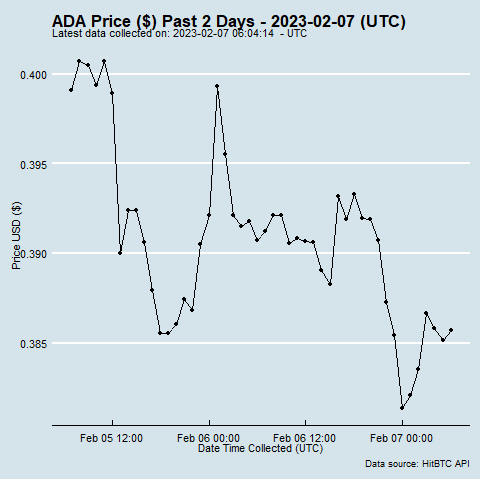 ADA Price ($) Past 2 Days - 2023-02-07 (UTC)
Latest data collected on: 2023-02-07 06:04:14 - UTC
0.400
0.395
0.390
0.385
Price USD ($)
Feb 05 12:00 Feb 06 00:00 Feb 06 12:00 Feb 07 00:00
Date Time Collected (UTC)
Data source: HitBTC API